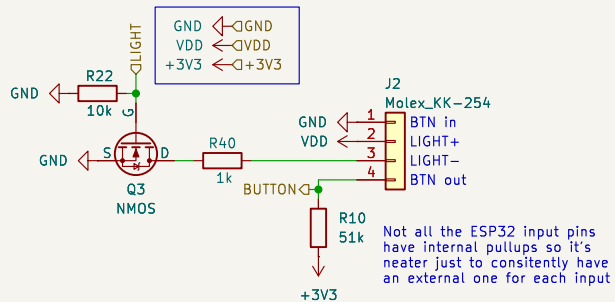 LIGHT
GND GND
VDD VDD
+3V3 +3V3
GND
R22
10k
G
S
D
GND
Q3
NMOS
R40
1k
J2
Molex_KK-254
GND 1 BTN in
VDD 2 LIGHT+
3 LIGHT-
4 BTN out
BUTTON
R10
51k
+3V3
Not all the ESP32 input pins
have internal pullups so it's
neater just to consitently have
an external one for each input